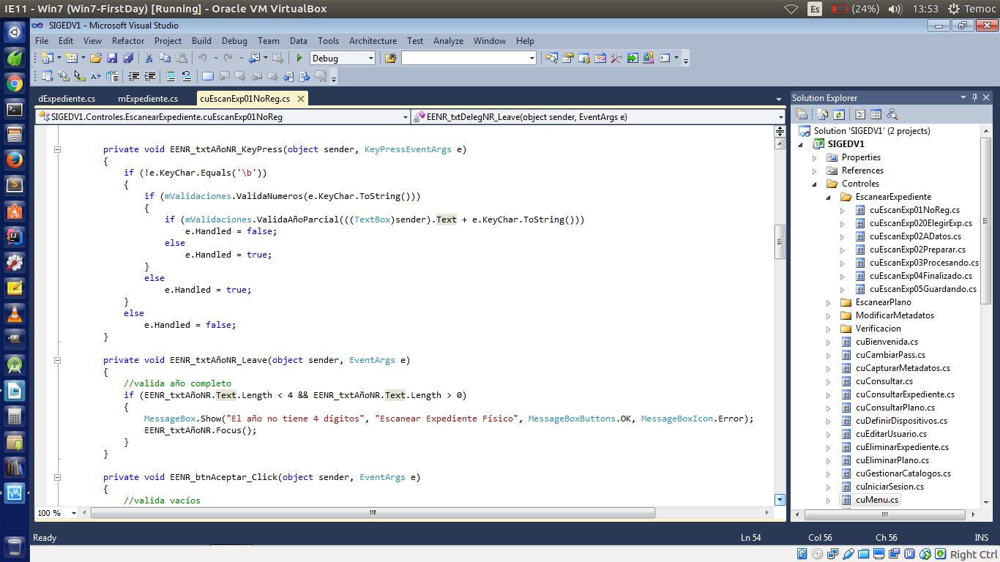 IE11 - Win7 (Win7-FirstDay) [Running] - Oracle VM VirtualBox
Es (24%) 13:53 Temoc
SIGEDV1 - Microsoft Visual Studio
File Edit View Refactor Project Build Debug Team Data Tools Architecture Test Analyze Window Help
Debug
dExpediente.cs mExpediente.cs cuEscanExp01NoReg.cs
SIGEDV1.Controles.EscanearExpediente.cuEscanExp01NoReg EENR_txtDelegNR_Leave(object sender, EventArgs e)
private void EENR_txtAñoNR_KeyPress(object sender, KeyPressEventArgs e)
{
if (!e.KeyChar.Equals('\b'))
{
if (mValidaciones.ValidaNumeros(e.KeyChar.ToString()))
{
if (mValidaciones.ValidaAñoParcial(((TextBox)sender).Text + e.KeyChar.ToString()))
e.Handled = false;
else
e.Handled = true;
}
else
e.Handled = true;
}
else
e.Handled = false;
}
private void EENR_txtAñoNR_Leave(object sender, EventArgs e)
{
//valida año completo
if (EENR_txtAñoNR.Text.Length < 4 && EENR_txtAñoNR.Text.Length > 0)
{
MessageBox.Show("El año no tiene 4 dígitos", "Escanear Expediente Físico", MessageBoxButtons.OK, MessageBoxIcon.Error);
EENR_txtAñoNR.Focus();
}
}
private void EENR_btnAceptar_Click(object sender, EventArgs e)
{
//valida vacíos
100 %
Solution Explorer
Solution 'SIGEDV1' (2 projects)
SIGEDV1
Properties
References
Controles
EscanearExpediente
cuEscanExp01NoReg.cs
cuEscanExp020ElegirExp.cs
cuEscanExp02ADatos.cs
cuEscanExp02Preparar.cs
cuEscanExp03Procesando.cs
cuEscanExp04Finalizado.cs
cuEscanExp05Guardando.cs
EscanearPlano
ModificarMetadatos
Verificacion
cuBienvenida.cs
cuCambiarPass.cs
cuCapturarMetadatos.cs
cuConsultar.cs
cuConsultarExpediente.cs
cuConsultarPlano.cs
cuDefinirDispositivos.cs
cuEditarUsuario.cs
cuEliminarExpediente.cs
cuEliminarPlano.cs
cuGestionarCatalogos.cs
cuIniciarSesion.cs
cuMenu.cs
Ready Ln 54 Col 56 Ch 56 INS
Right Ctrl